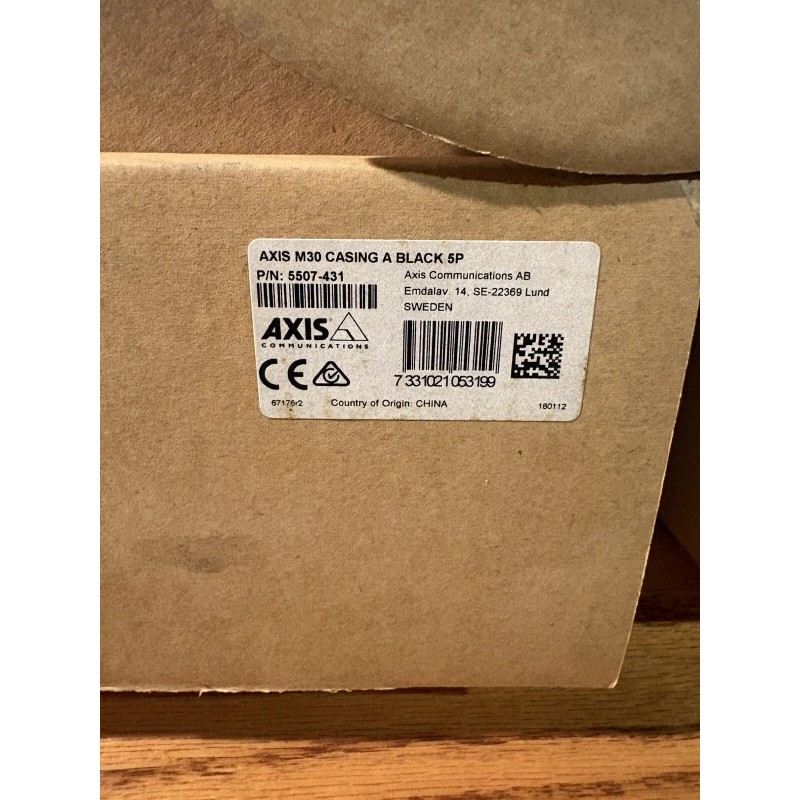 AXIS M30 CASING A BLACK 5P
P/N: 5507-431
Axis Communications AB
Emdalav. 14, SE-22369 Lund
SWEDEN
AXIS
COMMUNICATIONS
CE
7 331021 053199
67176r2
Country of Origin: CHINA
180112